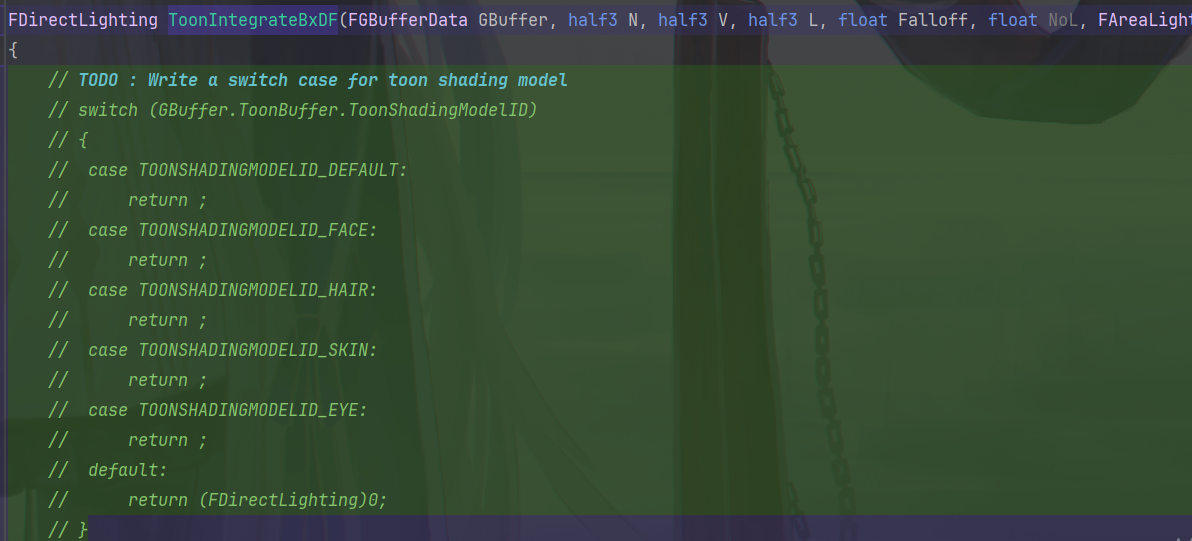 FDirectLighting ToonIntegrateBxDF(FGBufferData GBuffer, half3 N, half3 V, half3 L, float Falloff, float NoL, FAreaLight
{
// TODO : Write a switch case for toon shading model
// switch (GBuffer.ToonBuffer.ToonShadingModelID)
// {
//  case TOONSHADINGMODELID_DEFAULT:
//      return ;
//  case TOONSHADINGMODELID_FACE:
//      return ;
//  case TOONSHADINGMODELID_HAIR:
//      return ;
//  case TOONSHADINGMODELID_SKIN:
//      return ;
//  case TOONSHADINGMODELID_EYE:
//      return ;
//  default:
//      return (FDirectLighting)0;
// }